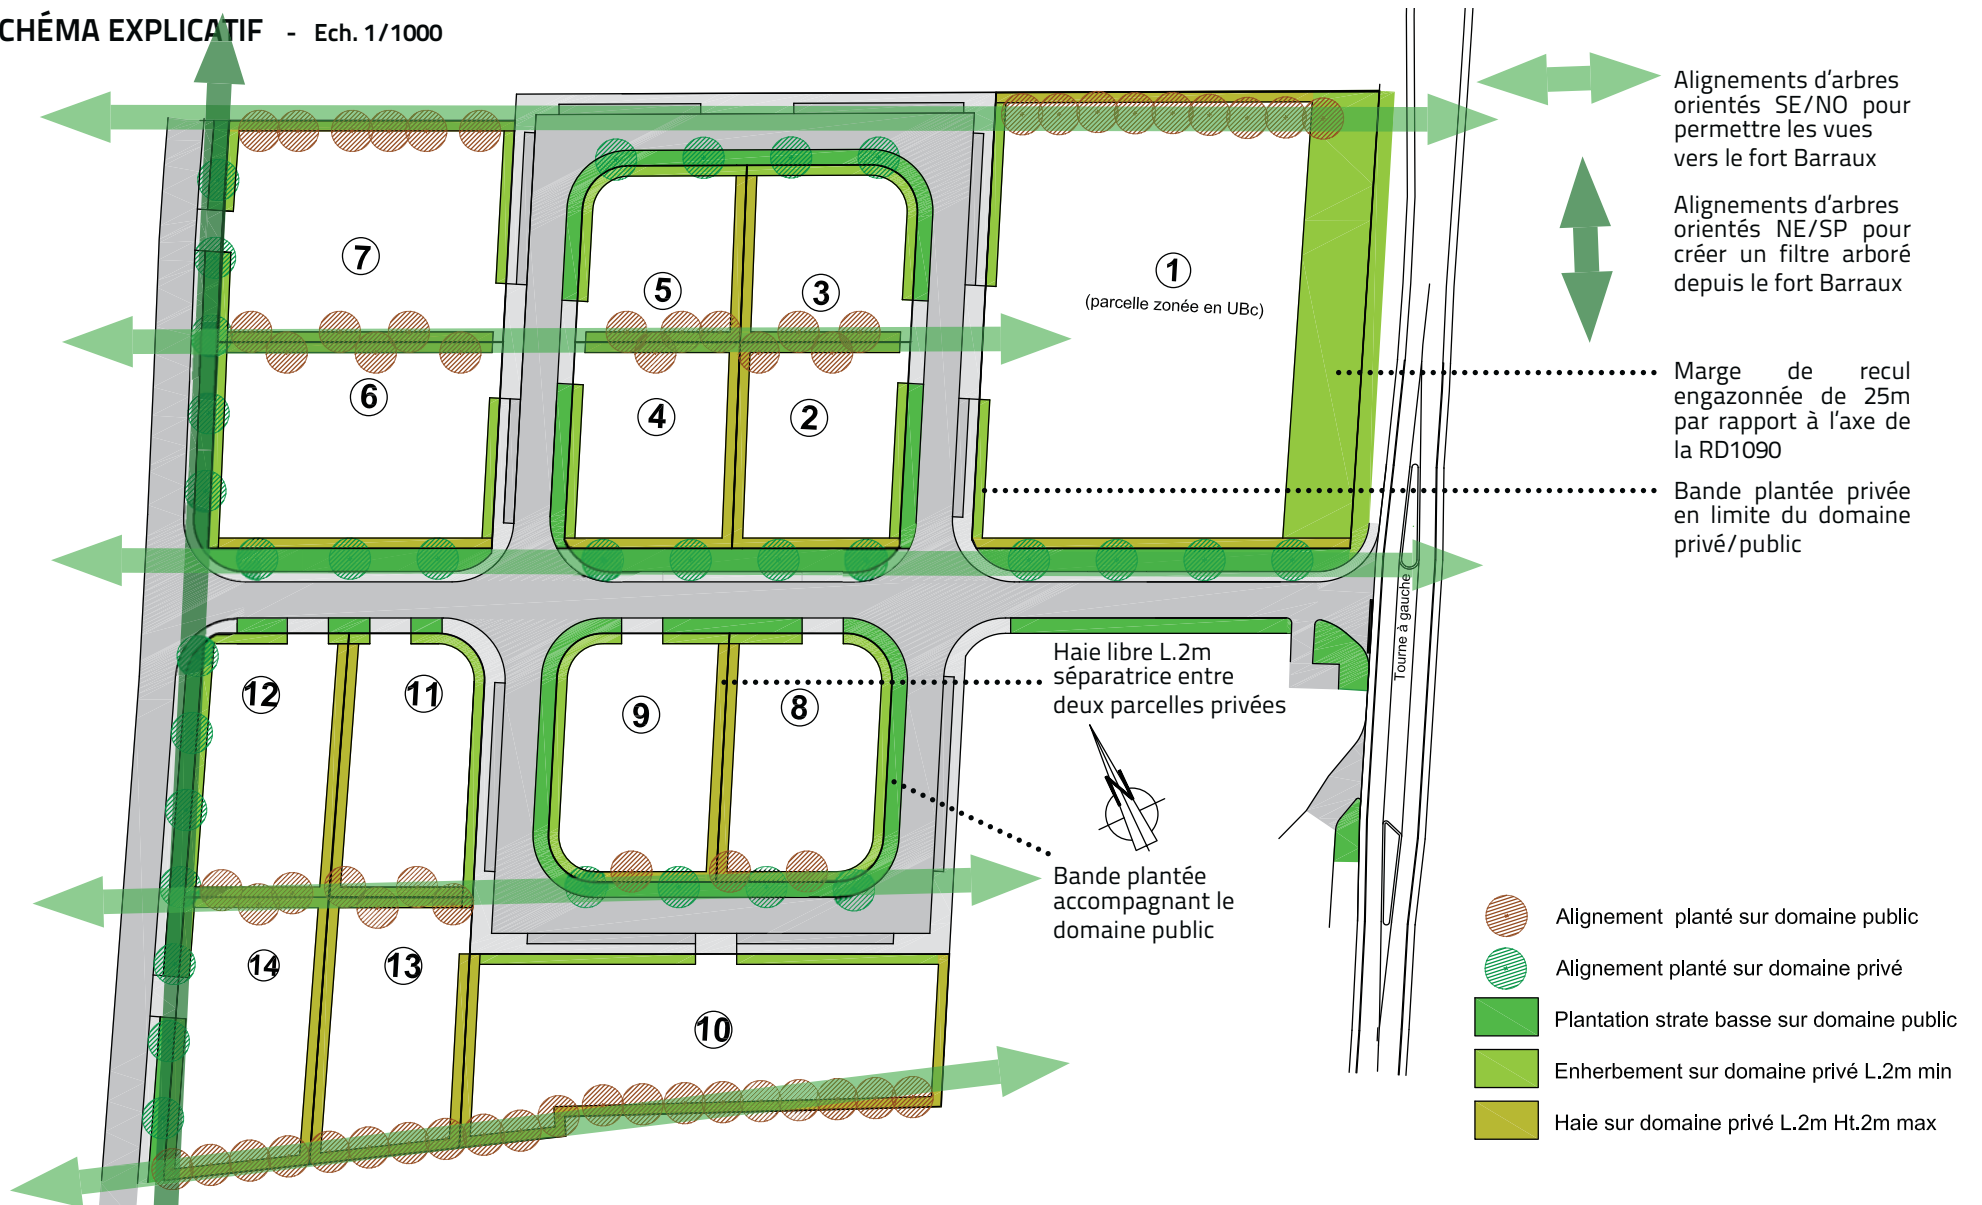 CHÉMA EXPLICATIF - Ech. 1/1000
Alignements d'arbres
orientés SE/NO pour
permettre les vues
vers le fort Barraux
Alignements d'arbres
orientés NE/SP pour
créer un filtre arboré
depuis le fort Barraux
Marge de recul
engazonnée de 25m
par rapport à l'axe de
la RD1090
Bande plantée privée
en limite du domaine
privé/public
7
5
3
1
(parcelle zonée en UBc)
6
4
2
Tourne à gauche
Haie libre L.2m
séparatrice entre
deux parcelles privées
12
11
9
8
N
Bande plantée
accompagnant le
domaine public
14
13
10
Alignement planté sur domaine public
Alignement planté sur domaine privé
Plantation strate basse sur domaine public
Enherbement sur domaine privé L.2m min
Haie sur domaine privé L.2m Ht.2m max